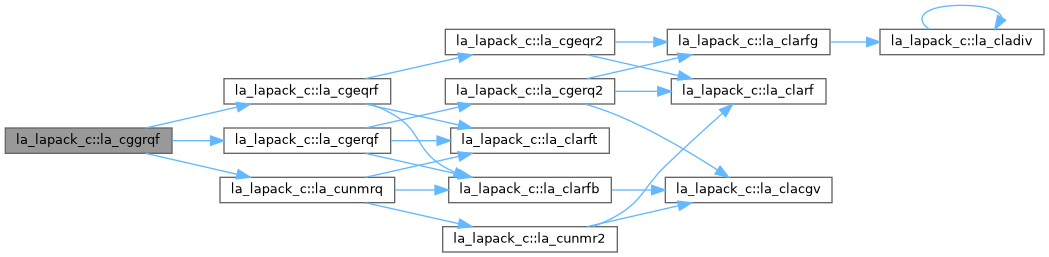 la_lapack_c::la_cggrqf
la_lapack_c::la_cgeqrf
la_lapack_c::la_cgerqf
la_lapack_c::la_cunmrq
la_lapack_c::la_cgeqr2
la_lapack_c::la_cgerq2
la_lapack_c::la_clarft
la_lapack_c::la_clarfb
la_lapack_c::la_cunmr2
la_lapack_c::la_clarfg
la_lapack_c::la_clarf
la_lapack_c::la_clacgv
la_lapack_c::la_cladiv